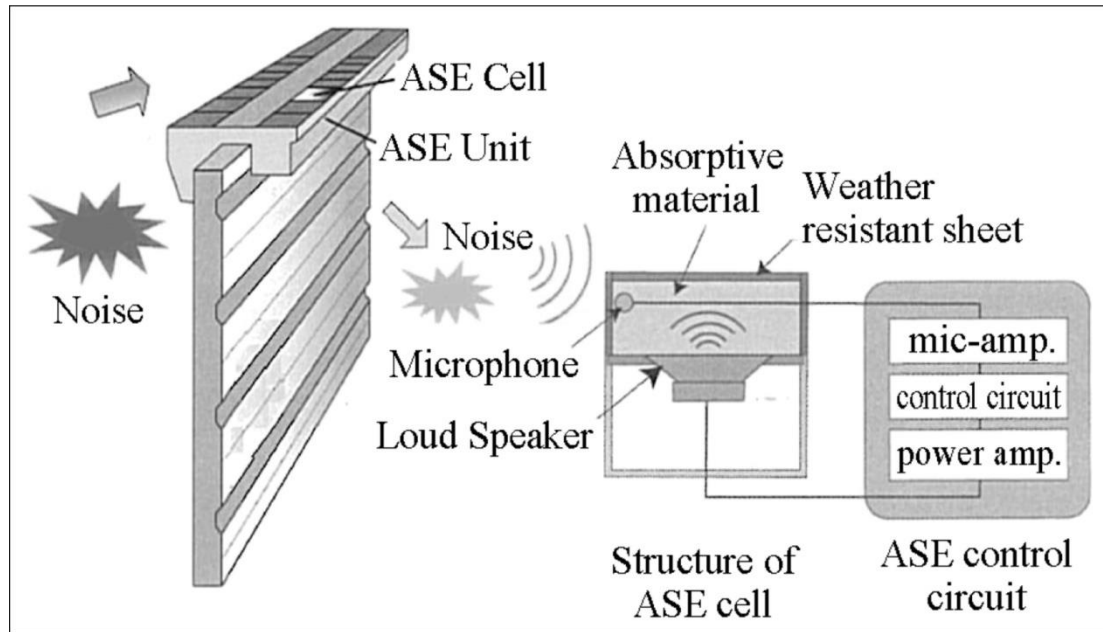 ASE Cell
ASE Unit
Noise
Noise
Absorptive
material
Weather
resistant sheet
Microphone
Loud Speaker
mic-amp.
control circuit
power amp.
Structure of
ASE cell
ASE control
circuit